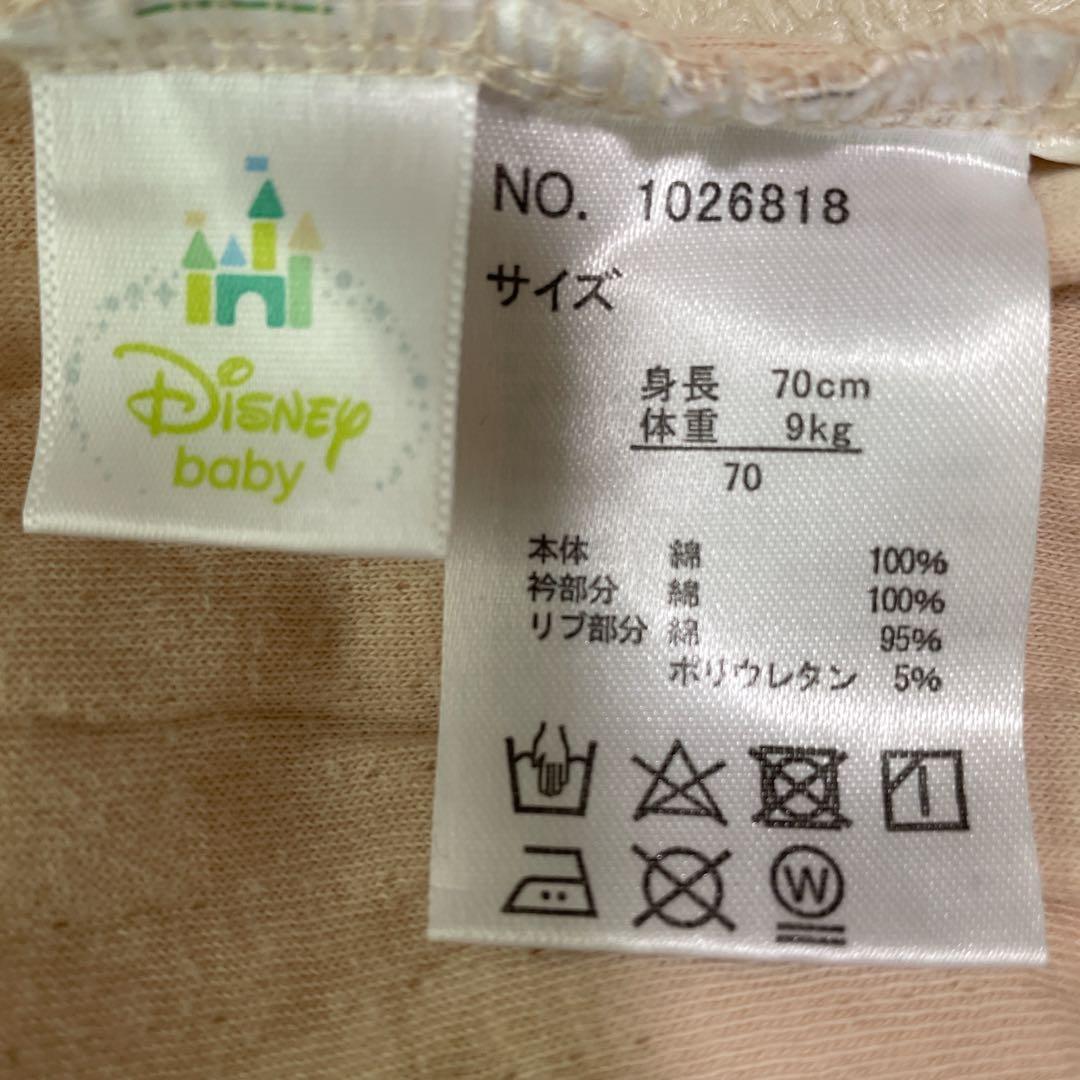 Disney
baby
NO. 1026818
サイズ
身長 70cm
体重 9kg
70
本体 綿 100%
衿部分 綿 100%
リブ部分 綿 95%
ポリウレタン 5%
W